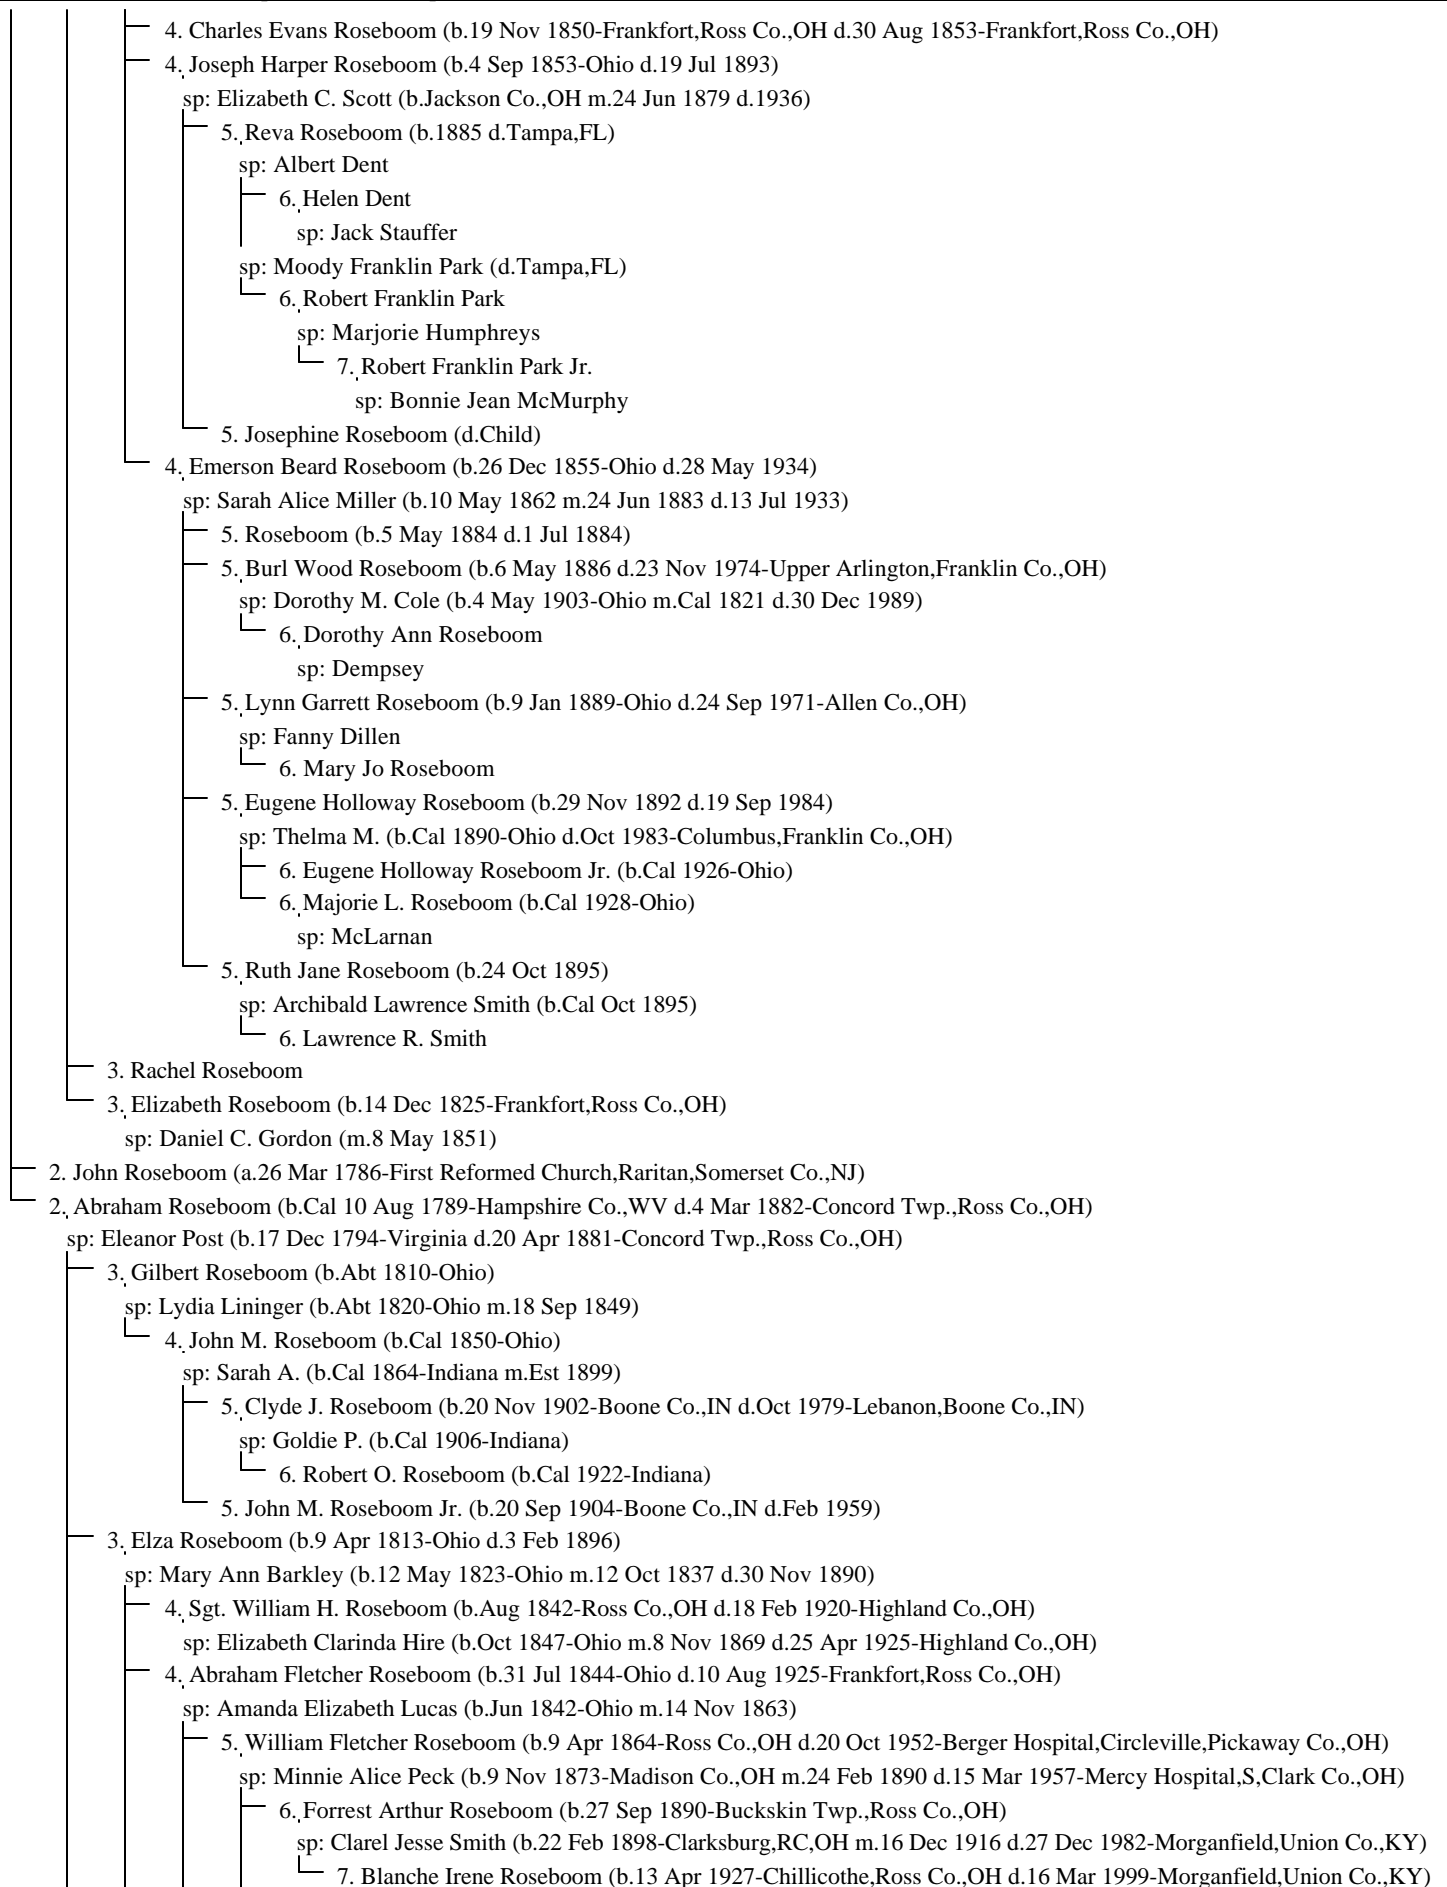 4. Charles Evans Roseboom (b.19 Nov 1850-Frankfort,Ross Co.,OH d.30 Aug 1853-Frankfort,Ross Co.,OH)
4. Joseph Harper Roseboom (b.4 Sep 1853-Ohio d.19 Jul 1893)
sp: Elizabeth C. Scott (b.Jackson Co.,OH m.24 Jun 1879 d.1936)
5. Reva Roseboom (b.1885 d.Tampa,FL)
sp: Albert Dent
6. Helen Dent
sp: Jack Stauffer
sp: Moody Franklin Park (d.Tampa,FL)
6. Robert Franklin Park
sp: Marjorie Humphreys
7. Robert Franklin Park Jr.
sp: Bonnie Jean McMurphy
5. Josephine Roseboom (d.Child)
4. Emerson Beard Roseboom (b.26 Dec 1855-Ohio d.28 May 1934)
sp: Sarah Alice Miller (b.10 May 1862 m.24 Jun 1883 d.13 Jul 1933)
5. Roseboom (b.5 May 1884 d.1 Jul 1884)
5. Burl Wood Roseboom (b.6 May 1886 d.23 Nov 1974-Upper Arlington,Franklin Co.,OH)
sp: Dorothy M. Cole (b.4 May 1903-Ohio m.Cal 1821 d.30 Dec 1989)
6. Dorothy Ann Roseboom
sp: Dempsey
5. Lynn Garrett Roseboom (b.9 Jan 1889-Ohio d.24 Sep 1971-Allen Co.,OH)
sp: Fanny Dillen
6. Mary Jo Roseboom
5. Eugene Holloway Roseboom (b.29 Nov 1892 d.19 Sep 1984)
sp: Thelma M. (b.Cal 1890-Ohio d.Oct 1983-Columbus,Franklin Co.,OH)
6. Eugene Holloway Roseboom Jr. (b.Cal 1926-Ohio)
6. Majorie L. Roseboom (b.Cal 1928-Ohio)
sp: McLarnan
5. Ruth Jane Roseboom (b.24 Oct 1895)
sp: Archibald Lawrence Smith (b.Cal Oct 1895)
6. Lawrence R. Smith
3. Rachel Roseboom
3. Elizabeth Roseboom (b.14 Dec 1825-Frankfort,Ross Co.,OH)
sp: Daniel C. Gordon (m.8 May 1851)
2. John Roseboom (a.26 Mar 1786-First Reformed Church,Raritan,Somerset Co.,NJ)
2. Abraham Roseboom (b.Cal 10 Aug 1789-Hampshire Co.,WV d.4 Mar 1882-Concord Twp.,Ross Co.,OH)
sp: Eleanor Post (b.17 Dec 1794-Virginia d.20 Apr 1881-Concord Twp.,Ross Co.,OH)
3. Gilbert Roseboom (b.Abt 1810-Ohio)
sp: Lydia Lininger (b.Abt 1820-Ohio m.18 Sep 1849)
4. John M. Roseboom (b.Cal 1850-Ohio)
sp: Sarah A. (b.Cal 1864-Indiana m.Est 1899)
5. Clyde J. Roseboom (b.20 Nov 1902-Boone Co.,IN d.Oct 1979-Lebanon,Boone Co.,IN)
sp: Goldie P. (b.Cal 1906-Indiana)
6. Robert O. Roseboom (b.Cal 1922-Indiana)
5. John M. Roseboom Jr. (b.20 Sep 1904-Boone Co.,IN d.Feb 1959)
3. Elza Roseboom (b.9 Apr 1813-Ohio d.3 Feb 1896)
sp: Mary Ann Barkley (b.12 May 1823-Ohio m.12 Oct 1837 d.30 Nov 1890)
4. Sgt. William H. Roseboom (b.Aug 1842-Ross Co.,OH d.18 Feb 1920-Highland Co.,OH)
sp: Elizabeth Clarinda Hire (b.Oct 1847-Ohio m.8 Nov 1869 d.25 Apr 1925-Highland Co.,OH)
4. Abraham Fletcher Roseboom (b.31 Jul 1844-Ohio d.10 Aug 1925-Frankfort,Ross Co.,OH)
sp: Amanda Elizabeth Lucas (b.Jun 1842-Ohio m.14 Nov 1863)
5. William Fletcher Roseboom (b.9 Apr 1864-Ross Co.,OH d.20 Oct 1952-Berger Hospital,Circleville,Pickaway Co.,OH)
sp: Minnie Alice Peck (b.9 Nov 1873-Madison Co.,OH m.24 Feb 1890 d.15 Mar 1957-Mercy Hospital,S,Clark Co.,OH)
6. Forrest Arthur Roseboom (b.27 Sep 1890-Buckskin Twp.,Ross Co.,OH)
sp: Clarel Jesse Smith (b.22 Feb 1898-Clarksburg,RC,OH m.16 Dec 1916 d.27 Dec 1982-Morganfield,Union Co.,KY)
7. Blanche Irene Roseboom (b.13 Apr 1927-Chillicothe,Ross Co.,OH d.16 Mar 1999-Morganfield,Union Co.,KY)